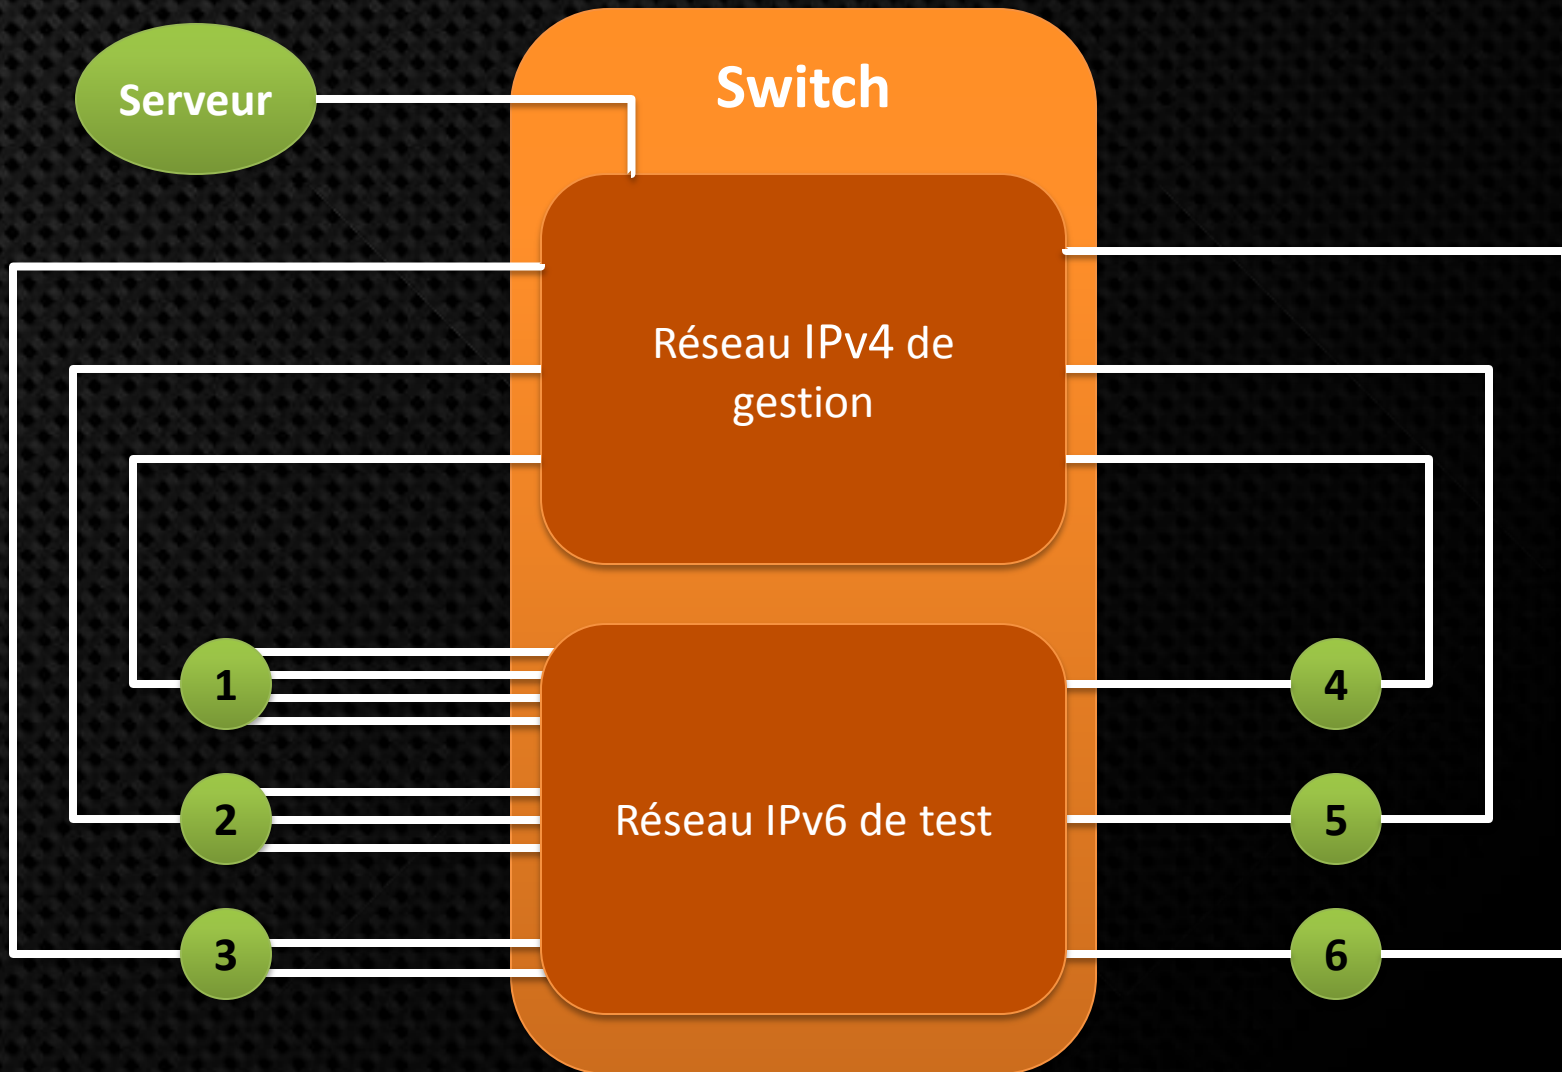 Serveur
Switch
Réseau IPv4 de
gestion
1
2
3
Réseau IPv6 de test
4
5
6